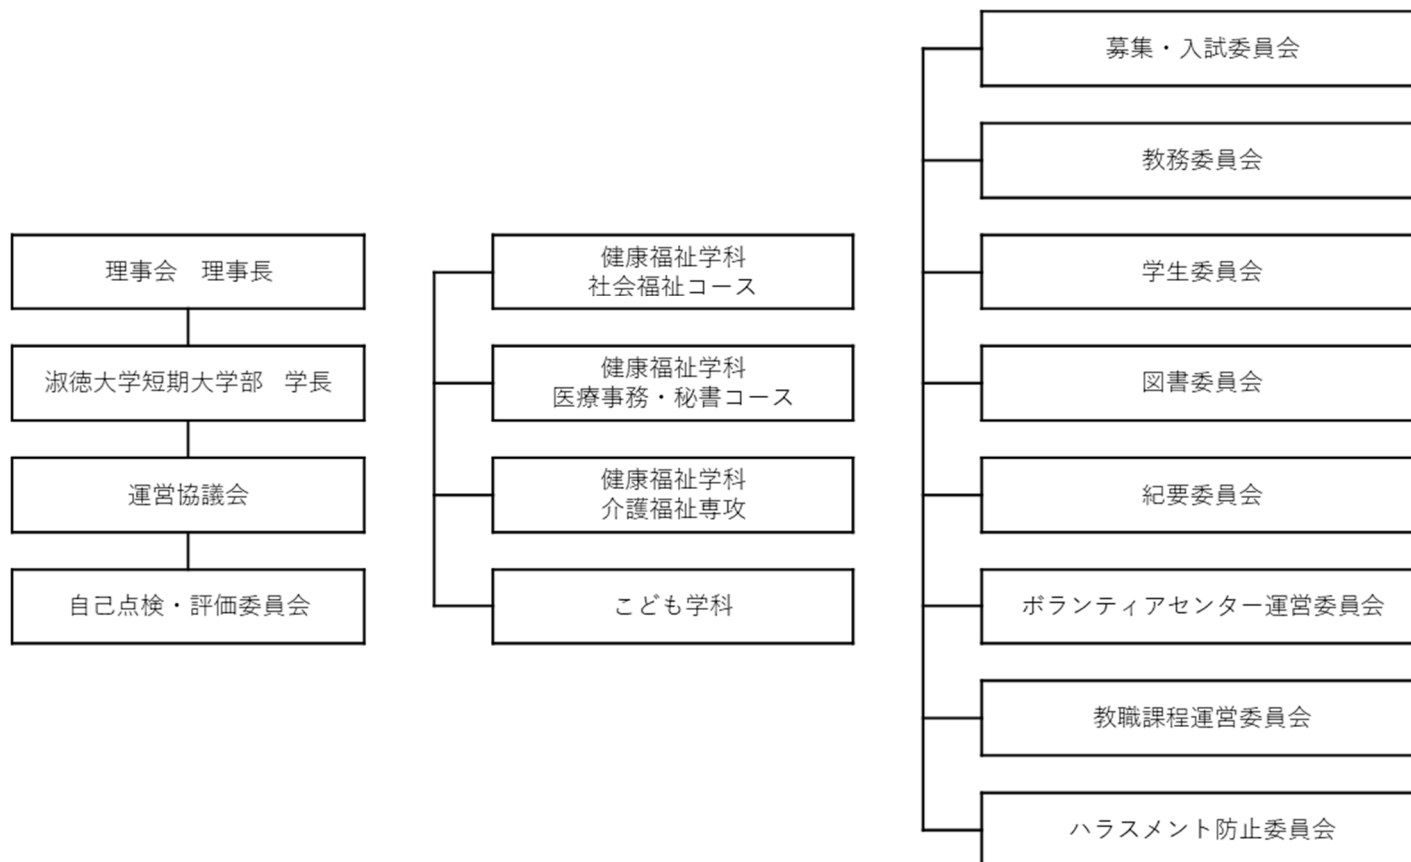 理事会　理事長
淑徳大学短期大学部　学長
運営協議会
自己点検・評価委員会
健康福祉学科
社会福祉コース
健康福祉学科
医療事務・秘書コース
健康福祉学科
介護福祉専攻
こども学科
募集・入試委員会
教務委員会
学生委員会
図書委員会
紀要委員会
ボランティアセンター運営委員会
教職課程運営委員会
ハラスメント防止委員会